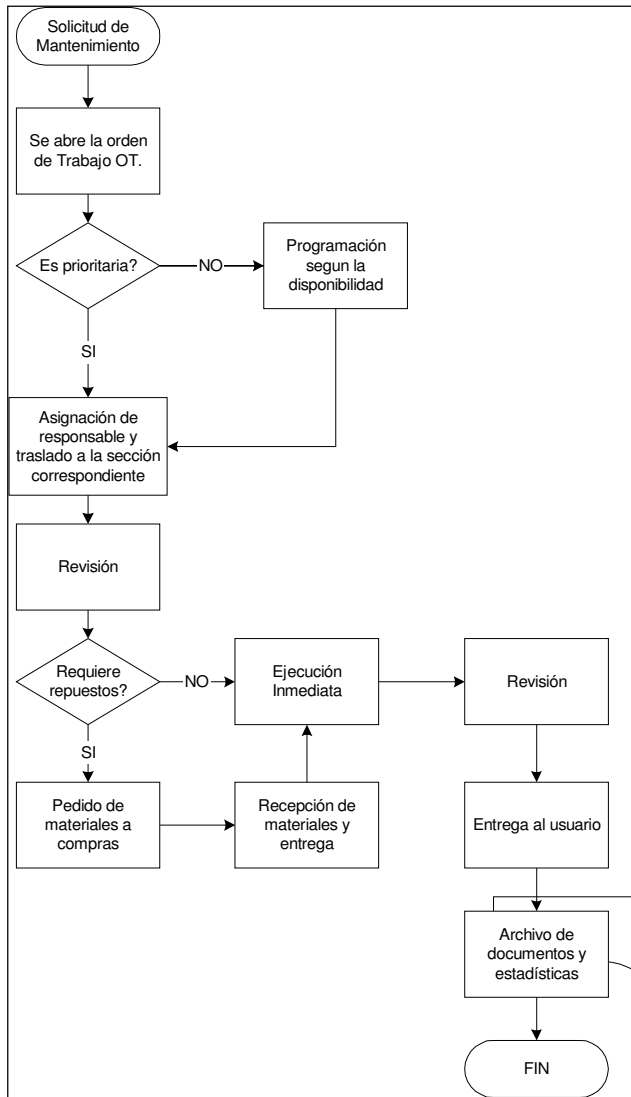 Solicitud de
Mantenimiento
Se abre la orden
de Trabajo OT.
Es prioritaria?
NO
Programación
segun la
disponibilidad
SI
Asignación de
responsable y
traslado a la sección
correspondiente
Revisión
Requiere
repuestos?
NO
Ejecución
Inmediata
Revisión
SI
Pedido de
materiales a
compras
Recepción de
materiales y
entrega
Entrega al usuario
Archivo de
documentos y
estadísticas
FIN